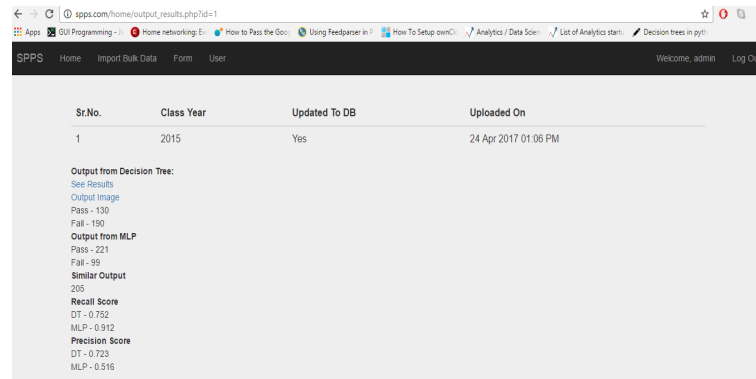 spps.com/home/output_results.php?id=1
Apps GUI Programming - Home networking: Ev How to Pass the Goog Using Feedparser in P How To Setup ownClo Analytics / Data Scien List of Analytics start Decision trees in pyth
SPPS Home Import Bulk Data Form User Welcome, admin Log Ou
Sr.No. Class Year Updated To DB Uploaded On
1 2015 Yes 24 Apr 2017 01:06 PM
Output from Decision Tree:
See Results
Output Image
Pass - 130
Fail - 190
Output from MLP
Pass - 221
Fail - 99
Similar Output
205
Recall Score
DT - 0.752
MLP - 0.912
Precision Score
DT - 0.723
MLP - 0.516